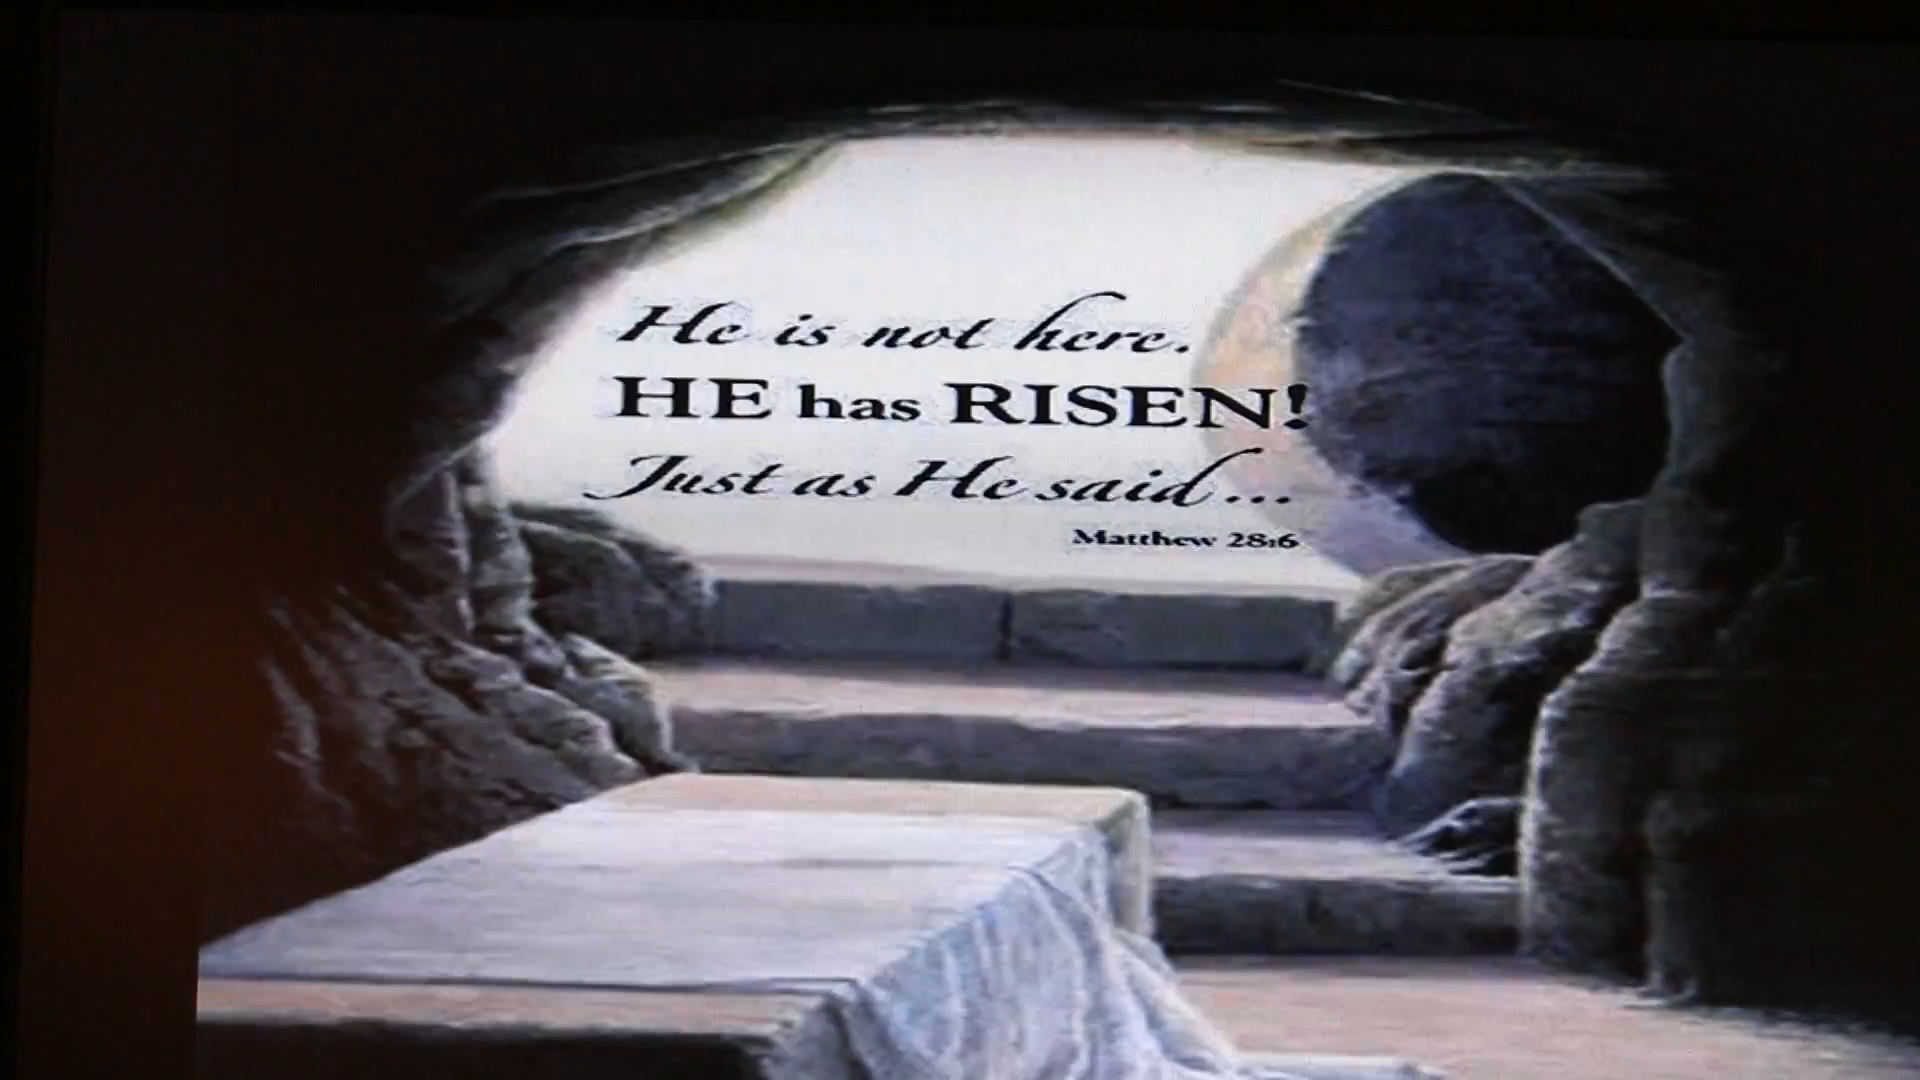 He is not here.
HE has RISEN!
Just as He said...
Matthew 28:6